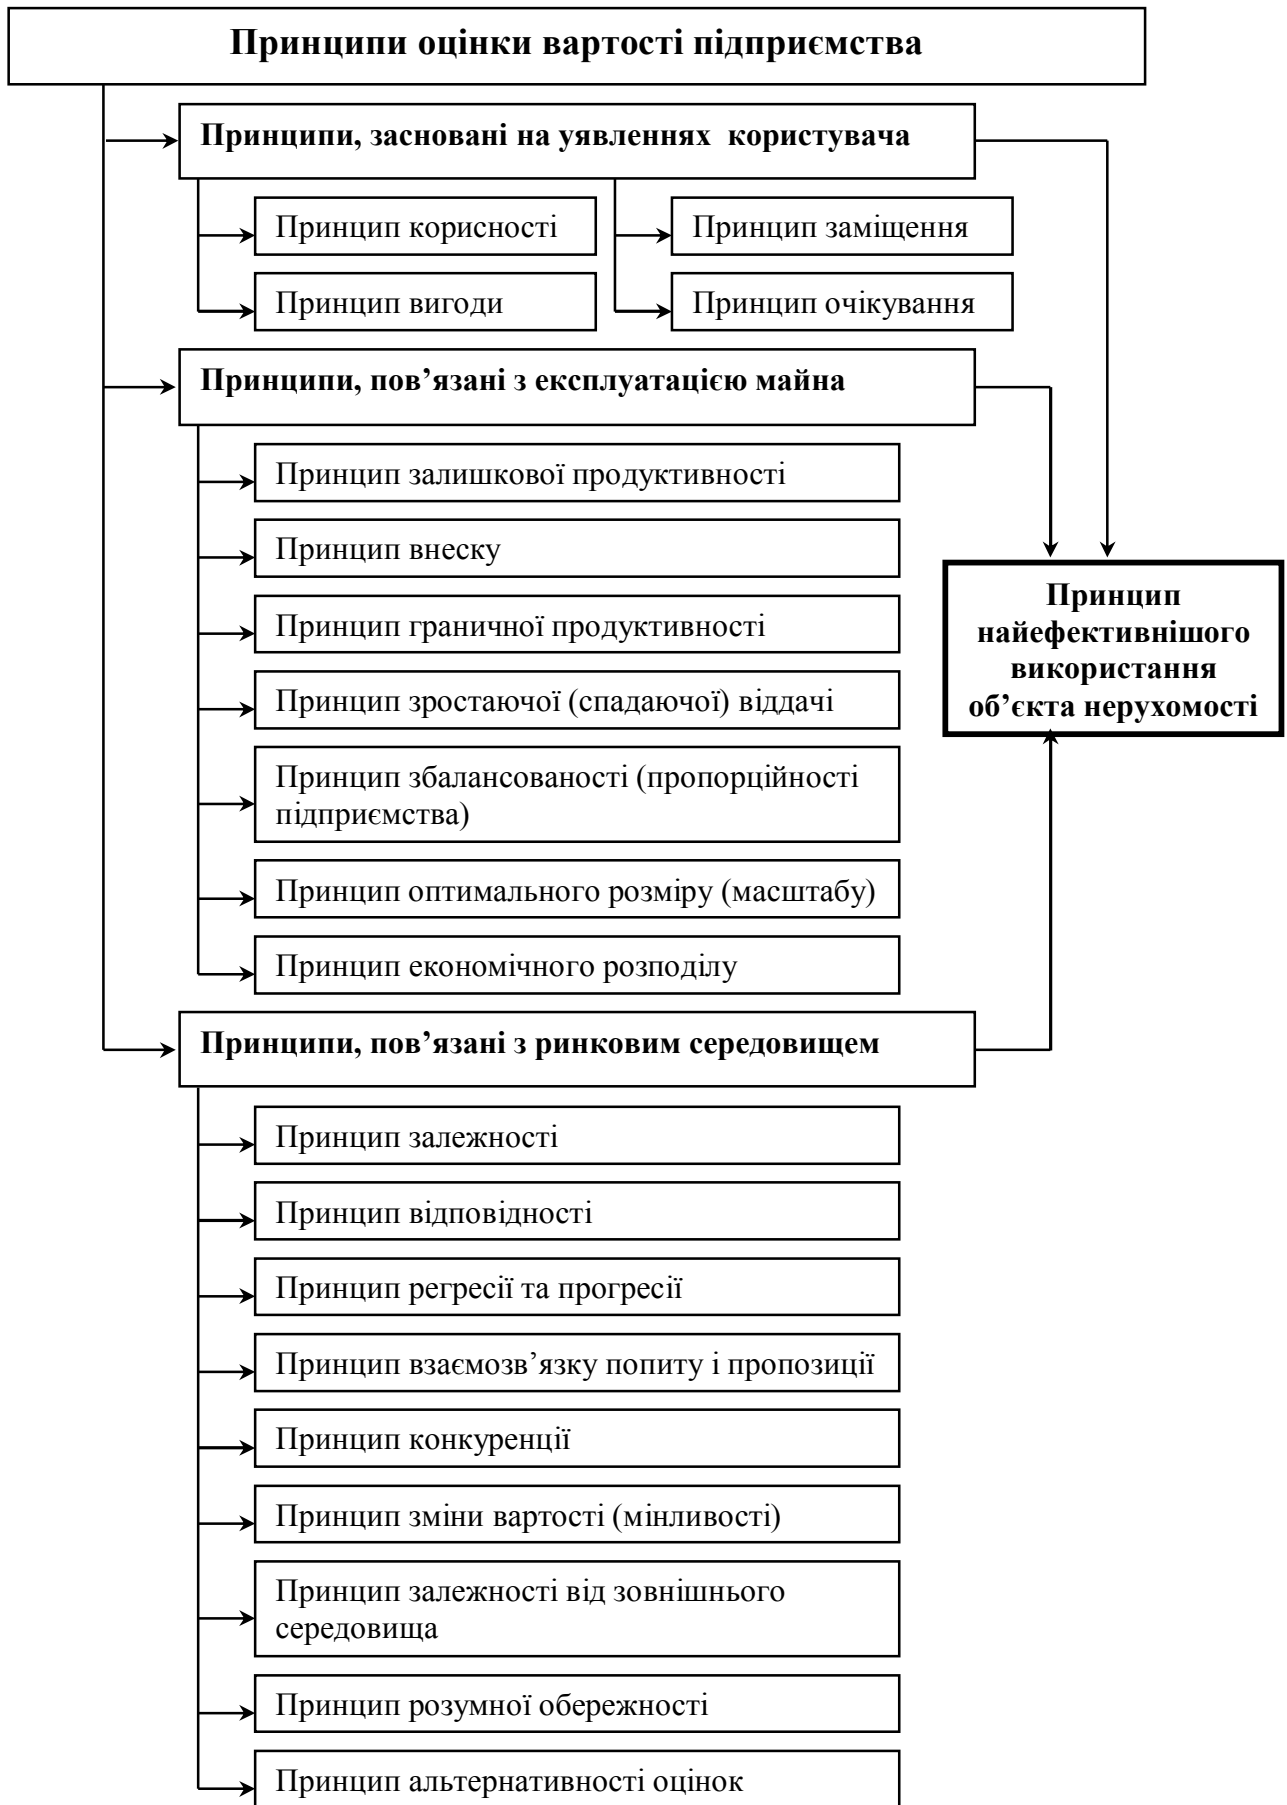 Принципи оцінки вартості підприємства
Принципи, засновані на уявленнях користувача
Принцип корисності
Принцип заміщення
Принцип вигоди
Принцип очікування
Принципи, пов’язані з експлуатацією майна
Принцип залишкової продуктивності
Принцип внеску
Принцип граничної продуктивності
Принцип зростаючої (спадаючої) віддачі
Принцип збалансованості (пропорційності
підприємства)
Принцип оптимального розміру (масштабу)
Принцип економічного розподілу
Принцип
найефективнішого
використання
об’єкта нерухомості
Принципи, пов’язані з ринковим середовищем
Принцип залежності
Принцип відповідності
Принцип регресії та прогресії
Принцип взаємозв’язку попиту і пропозиції
Принцип конкуренції
Принцип зміни вартості (мінливості)
Принцип залежності від зовнішнього
середовища
Принцип розумної обережності
Принцип альтернативності оцінок